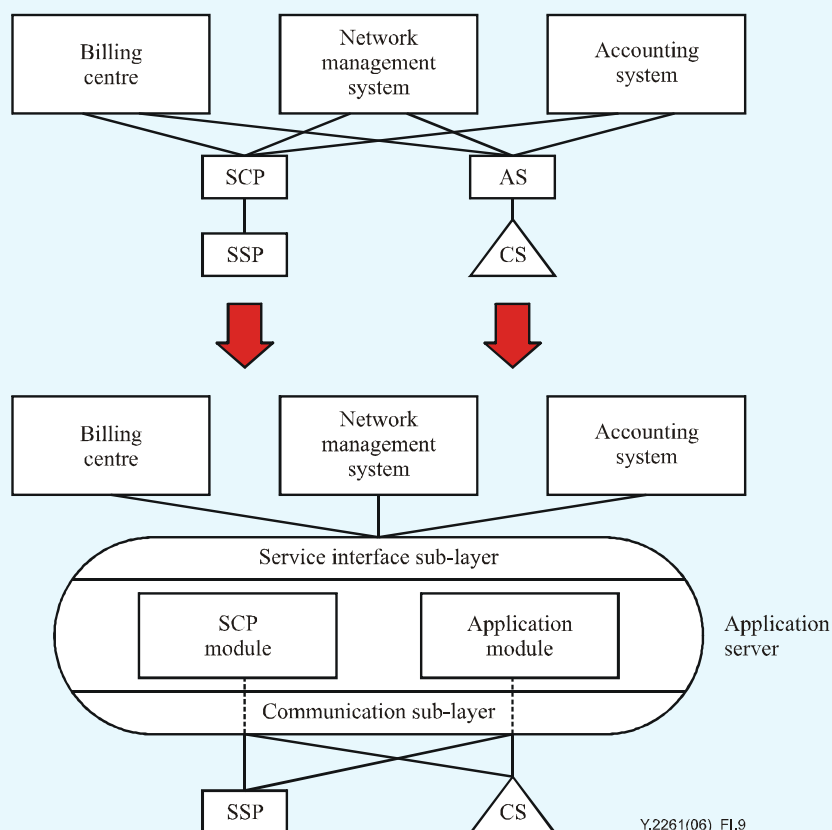 Billing
centre
Network
management
system
Accounting
system
SCP
AS
SSP
CS
Billing
centre
Network
management
system
Accounting
system
Service interface sub-layer
SCP
module
Application
module
Application
server
Communication sub-layer
SSP
CS
Y.2261(06)_FI.9